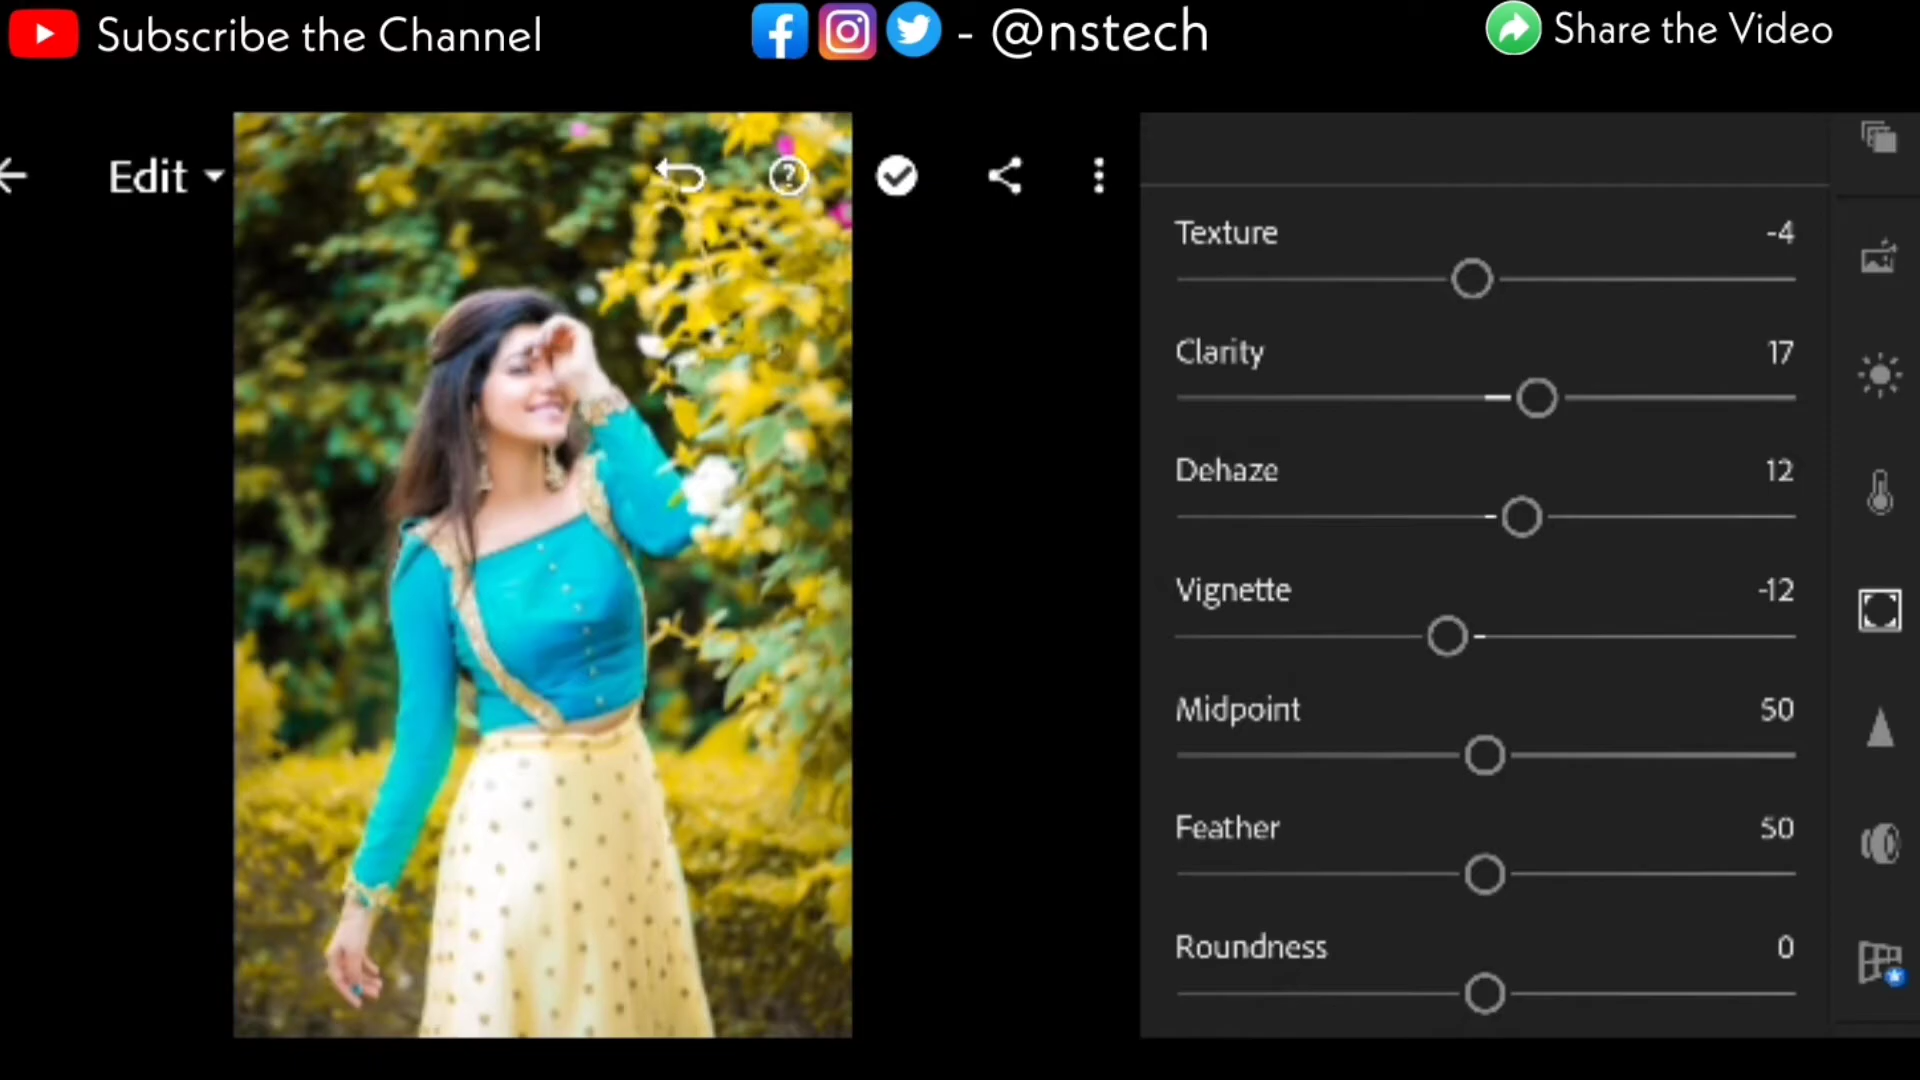 Subscribe the Channel
- @nstech
Share the Video
Edit
Texture -4
Clarity 17
Dehaze 12
Vignette -12
Midpoint 50
Feather 50
Roundness 0